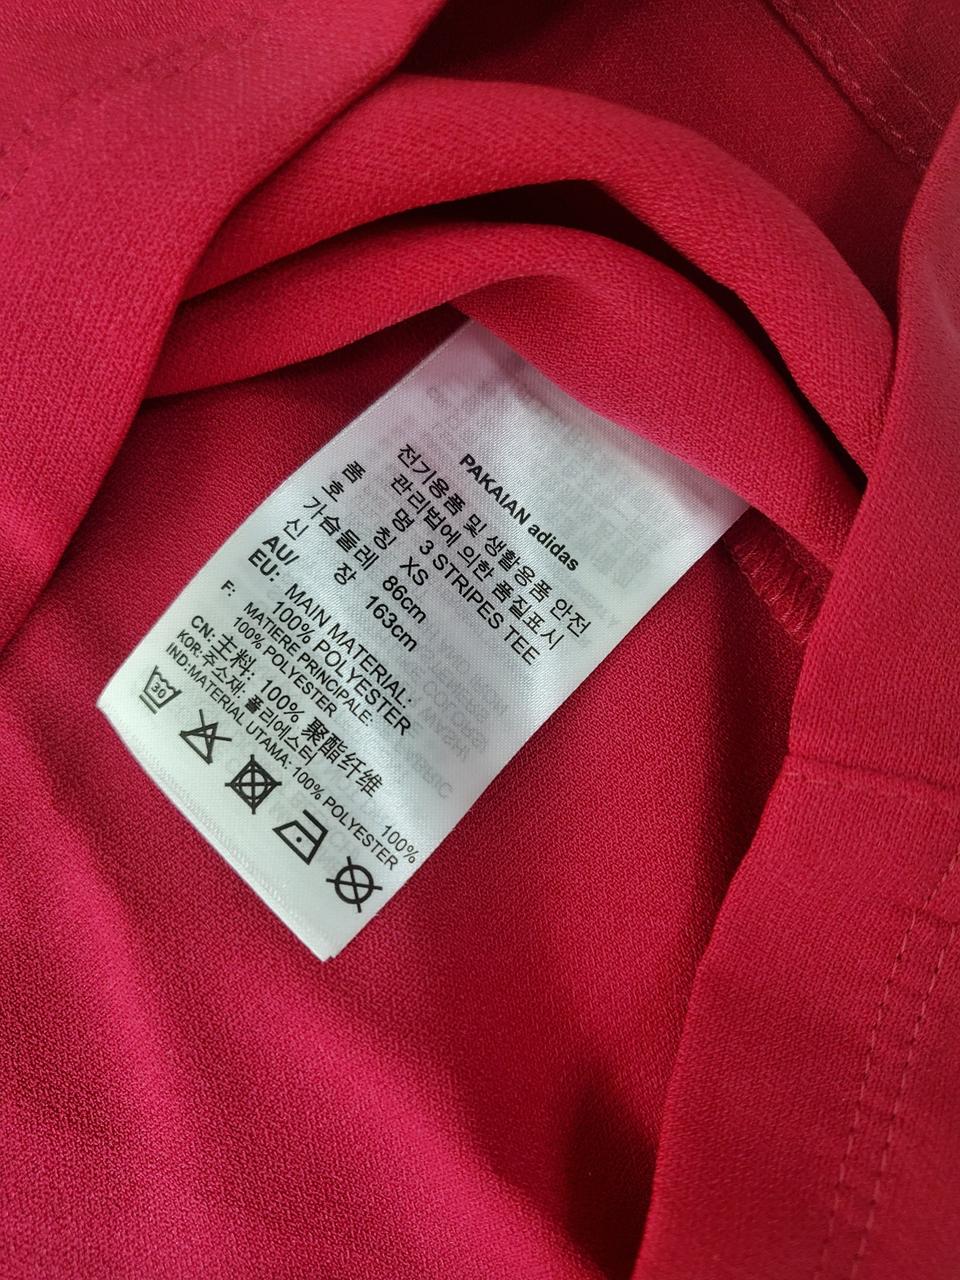 PAKAIAN adidas
전기용품 및 생활용품 안전
관리법에 의한 품질표시
품 명 3 STRIPES TEE
호 칭 XS
가슴둘레 86cm
신 장 163cm
AU/ MAIN MATERIAL:
EU: 100% POLYESTER
F: MATIERE PRINCIPALE:
100% POLYESTER
CN: 主料: 100% 聚酯纤维
KOR:주소재: 폴리에스터 100%
IND:MATERIAL UTAMA: 100% POLYESTER
30